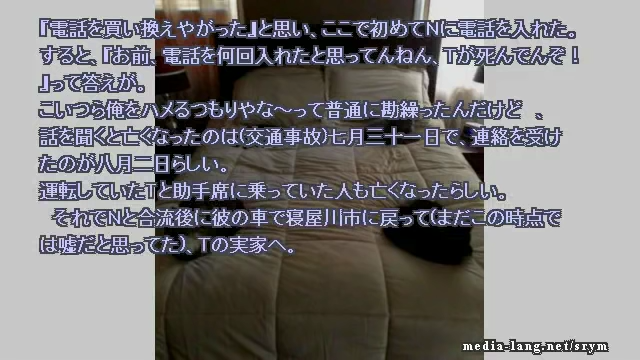 『電話を買い換えやがった』と思い、ここで初めてNに電話を入れた。
すると、『お前、電話を何回入れたと思ってんねん、Tが死んでんぞ！
』って答えが。
こいつら俺をハメるつもりやな～って普通に勘繰ったんだけど　、
話を聞くと亡くなったのは(交通事故)七月三十一日で、連絡を受け
たのが八月二日らしい。
運転していたTと助手席に乗っていた人も亡くなったらしい。
　それでNと合流後に彼の車で寝屋川市に戻って(まだこの時点で
は嘘だと思ってた)、Tの実家へ。
media-lang.net/srym